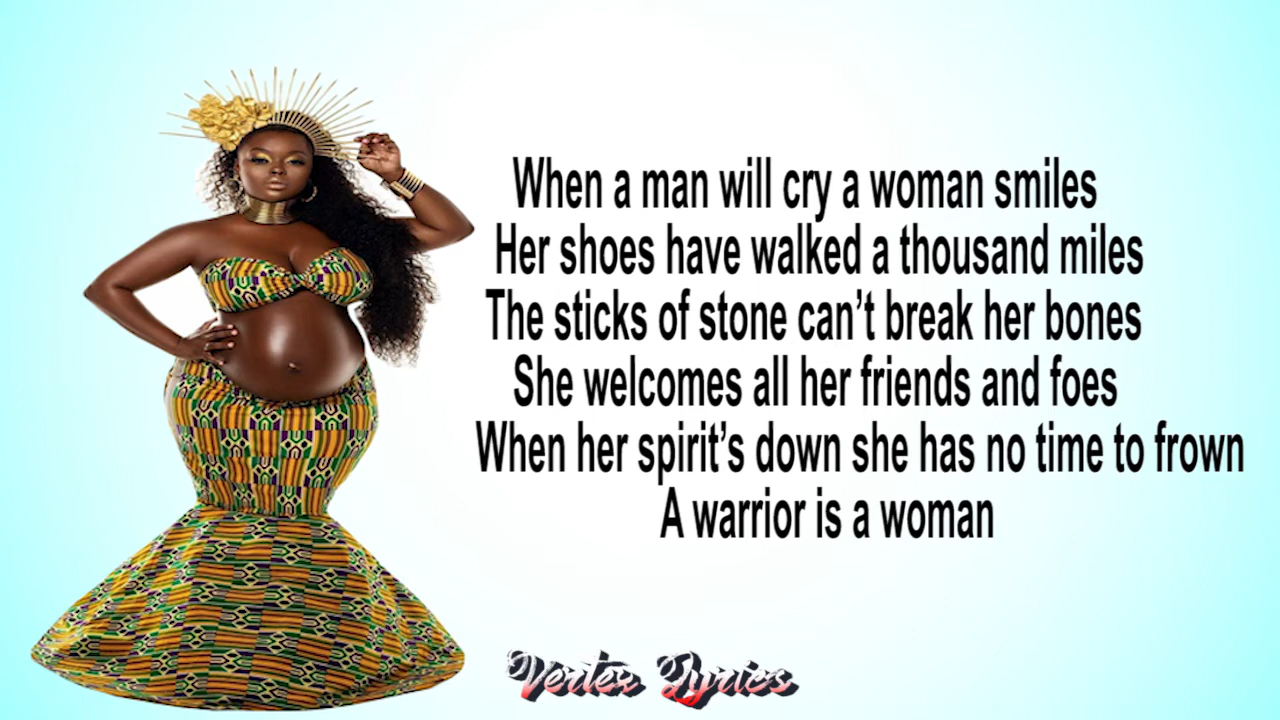 When a man will cry a woman smiles
Her shoes have walked a thousand miles
The sticks of stone can’t break her bones
She welcomes all her friends and foes
When her spirit’s down she has no time to frown
A warrior is a woman
Vertex Lyrics